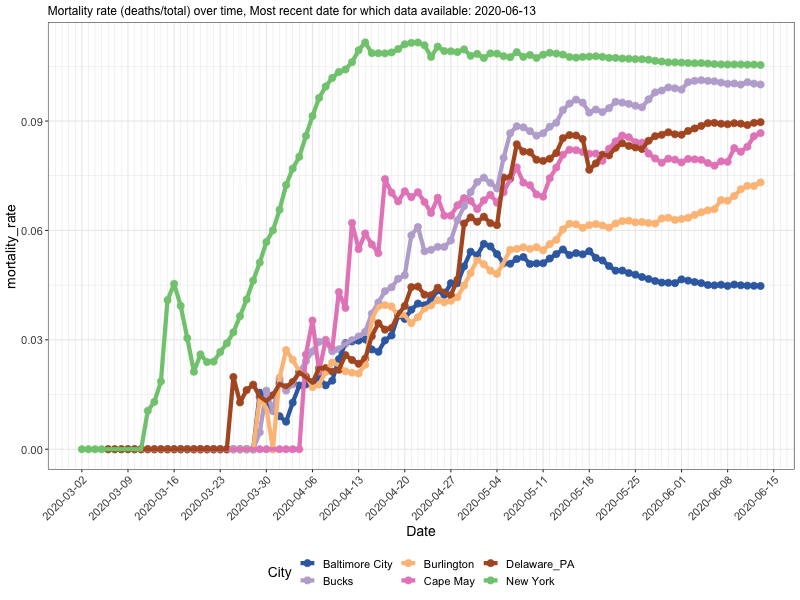 Mortality rate (deaths/total) over time, Most recent date for which data available: 2020-06-13
mortality_rate
0.09
0.06
0.03
0.00
2020-03-02
2020-03-09
2020-03-16
2020-03-23
2020-03-30
2020-04-06
2020-04-13
2020-04-20
2020-04-27
2020-05-04
2020-05-11
2020-05-18
2020-05-25
2020-06-01
2020-06-08
2020-06-15
Date
City
Baltimore City
Burlington
Delaware_PA
Bucks
Cape May
New York